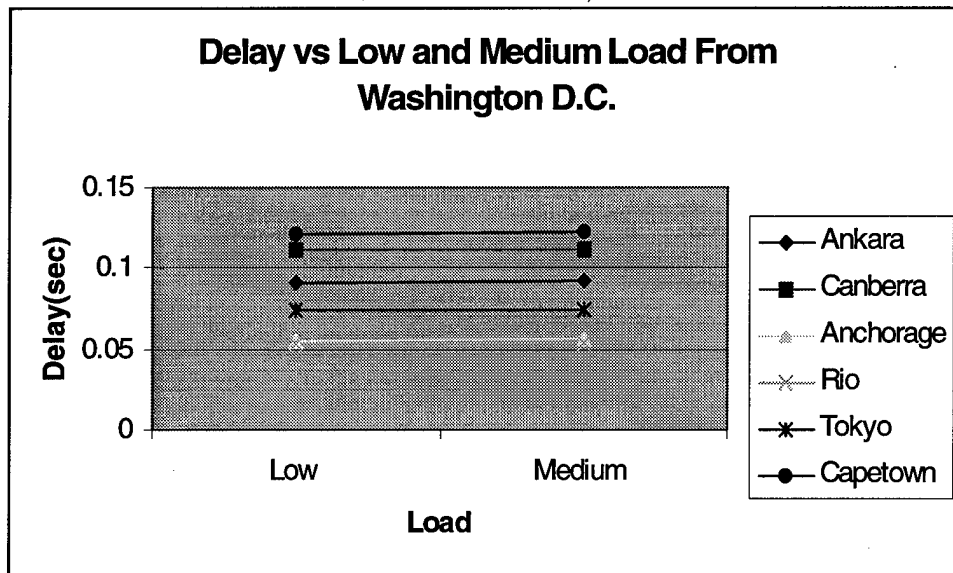 Delay vs Low and Medium Load From
Washington D.C.
0.15
0.1
0.05
0
Delay(sec)
Low
Medium
Load
Ankara
Canberra
Anchorage
Rio
Tokyo
Capetown